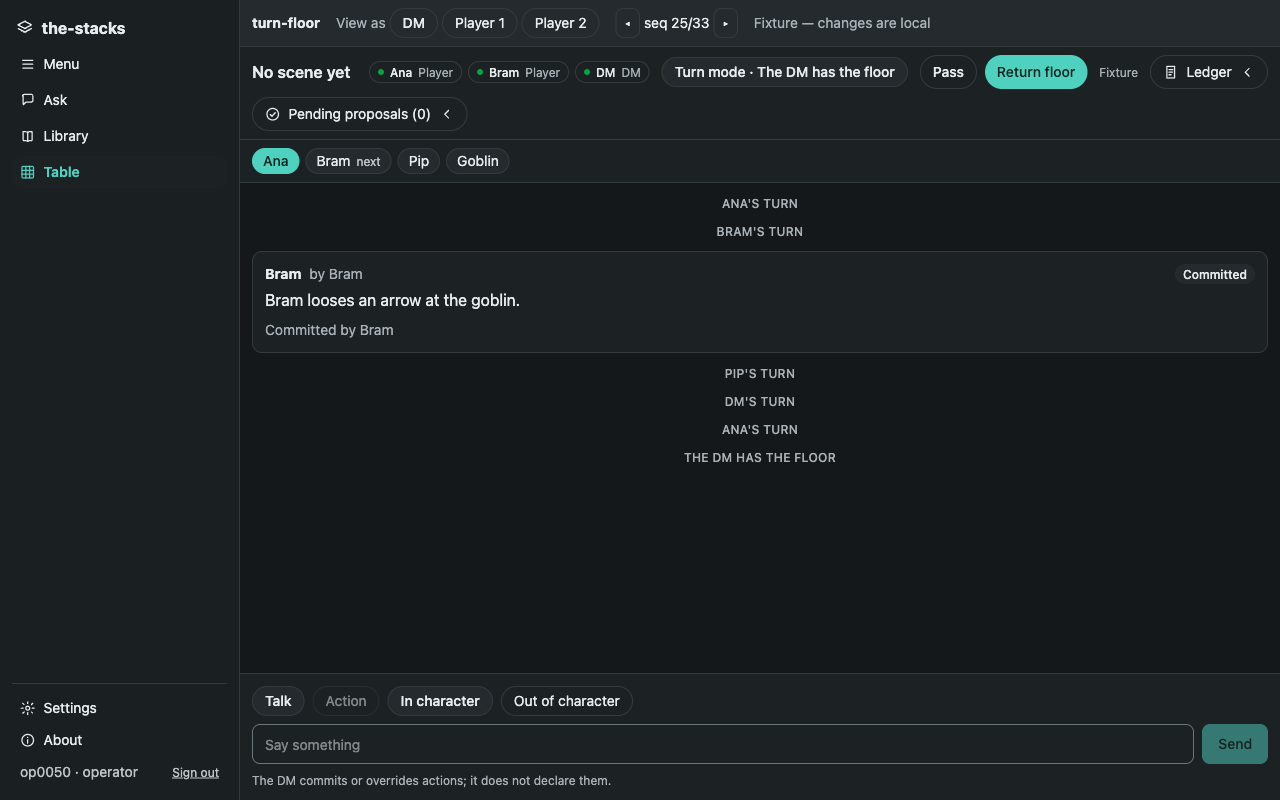 the-stacks
Menu
Ask
Library
Table
Settings
About
op0050 · operator Sign out
turn-floor View as DM Player 1 Player 2 ◂ seq 25/33 ▸ Fixture — changes are local
No scene yet Ana Player Bram Player DM DM Turn mode · The DM has the floor Pass Return floor Fixture Ledger
Pending proposals (0)
Ana Bram next Pip Goblin
ANA'S TURN
BRAM'S TURN
Bram by Bram Committed
Bram looses an arrow at the goblin.
Committed by Bram
PIP'S TURN
DM'S TURN
ANA'S TURN
THE DM HAS THE FLOOR
Talk Action In character Out of character
Say something Send
The DM commits or overrides actions; it does not declare them.